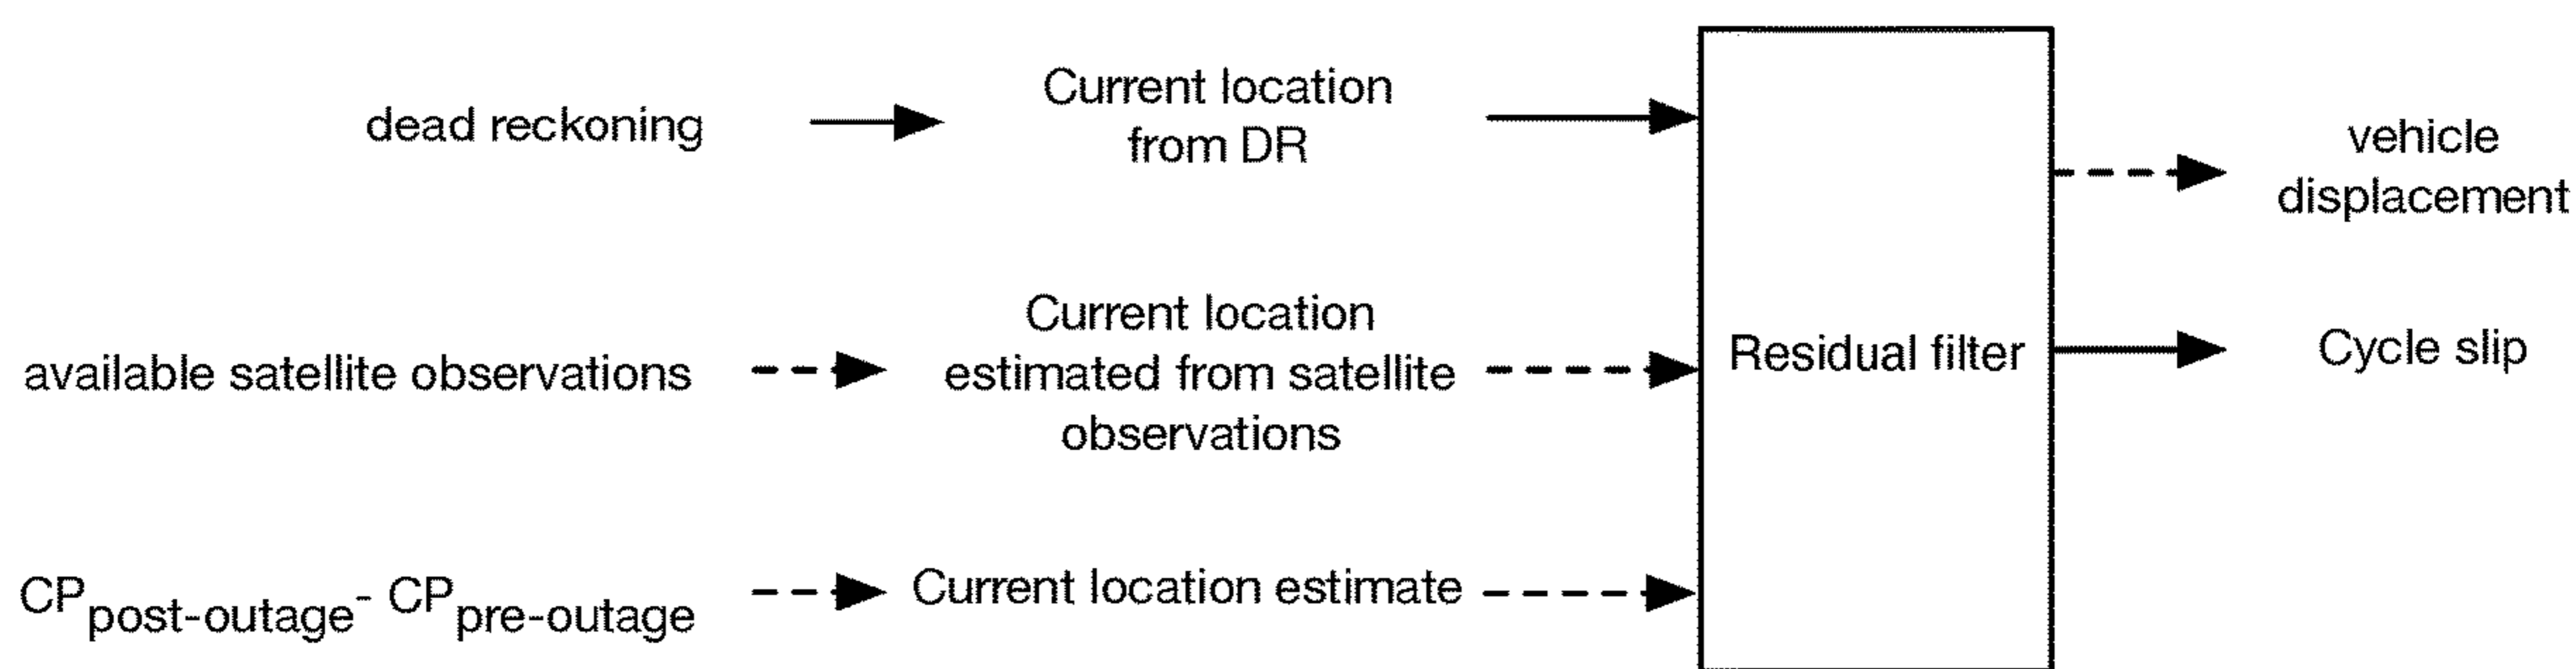 dead reckoning
Current location
from DR
vehicle
displacement
available satellite observations
Current location
estimated from satellite
observations
Residual filter
Cycle slip
CPpost-outage- CPpre-outage
Current location estimate